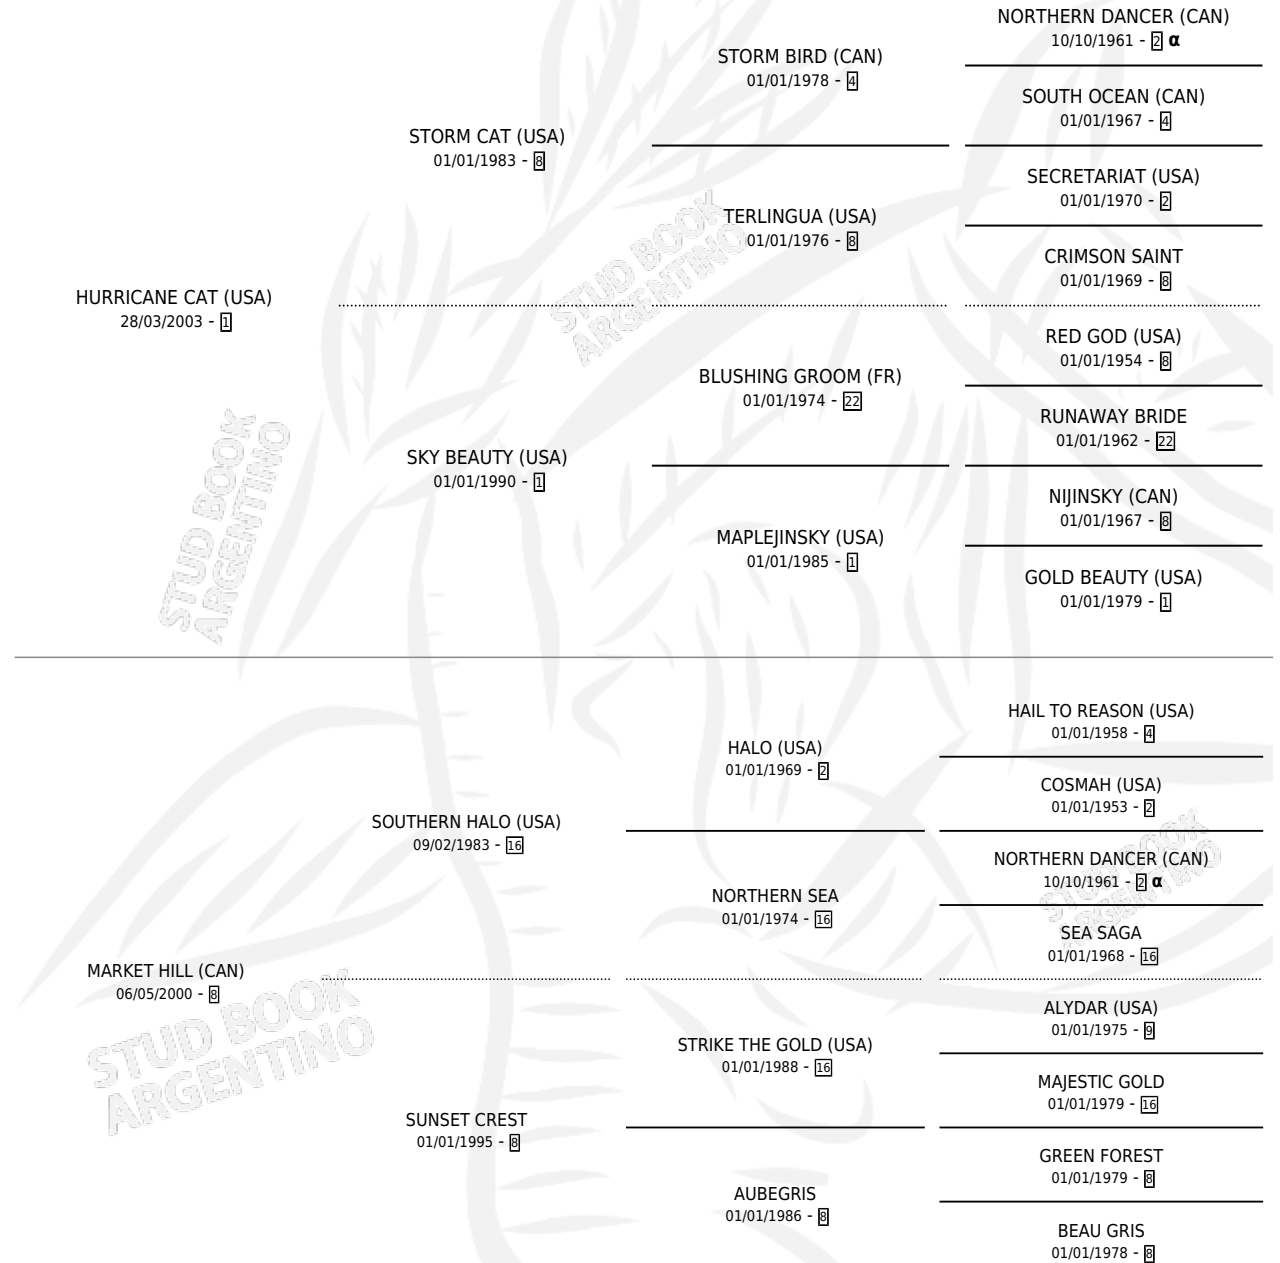 NORTHERN DANCER (CAN)
10/10/1961 - 2 α
STORM BIRD (CAN)
01/01/1978 - 4
SOUTH OCEAN (CAN)
01/01/1967 - 4
STORM CAT (USA)
01/01/1983 - 8
SECRETARIAT (USA)
01/01/1970 - 2
TERLINGUA (USA)
01/01/1976 - 8
CRIMSON SAINT
01/01/1969 - 8
HURRICANE CAT (USA)
28/03/2003 - 1
RED GOD (USA)
01/01/1954 - 8
BLUSHING GROOM (FR)
01/01/1974 - 22
RUNAWAY BRIDE
01/01/1962 - 22
SKY BEAUTY (USA)
01/01/1990 - 1
NIJINSKY (CAN)
01/01/1967 - 8
MAPLEJINSKY (USA)
01/01/1985 - 1
GOLD BEAUTY (USA)
01/01/1979 - 1
HAIL TO REASON (USA)
01/01/1958 - 4
HALO (USA)
01/01/1969 - 2
COSMAH (USA)
01/01/1953 - 2
SOUTHERN HALO (USA)
09/02/1983 - 16
NORTHERN DANCER (CAN)
10/10/1961 - 2 α
NORTHERN SEA
01/01/1974 - 16
SEA SAGA
01/01/1968 - 16
MARKET HILL (CAN)
06/05/2000 - 8
ALYDAR (USA)
01/01/1975 - 9
STRIKE THE GOLD (USA)
01/01/1988 - 16
MAJESTIC GOLD
01/01/1979 - 16
SUNSET CREST
01/01/1995 - 8
GREEN FOREST
01/01/1979 - 8
AUBEGRIS
01/01/1986 - 8
BEAU GRIS
01/01/1978 - 8
STUD BOOK
ARGENTINO
STUD BOOK
ARGENTINO
STUD BOOK
ARGENTINO
STUD BOOK
ARGENTINO